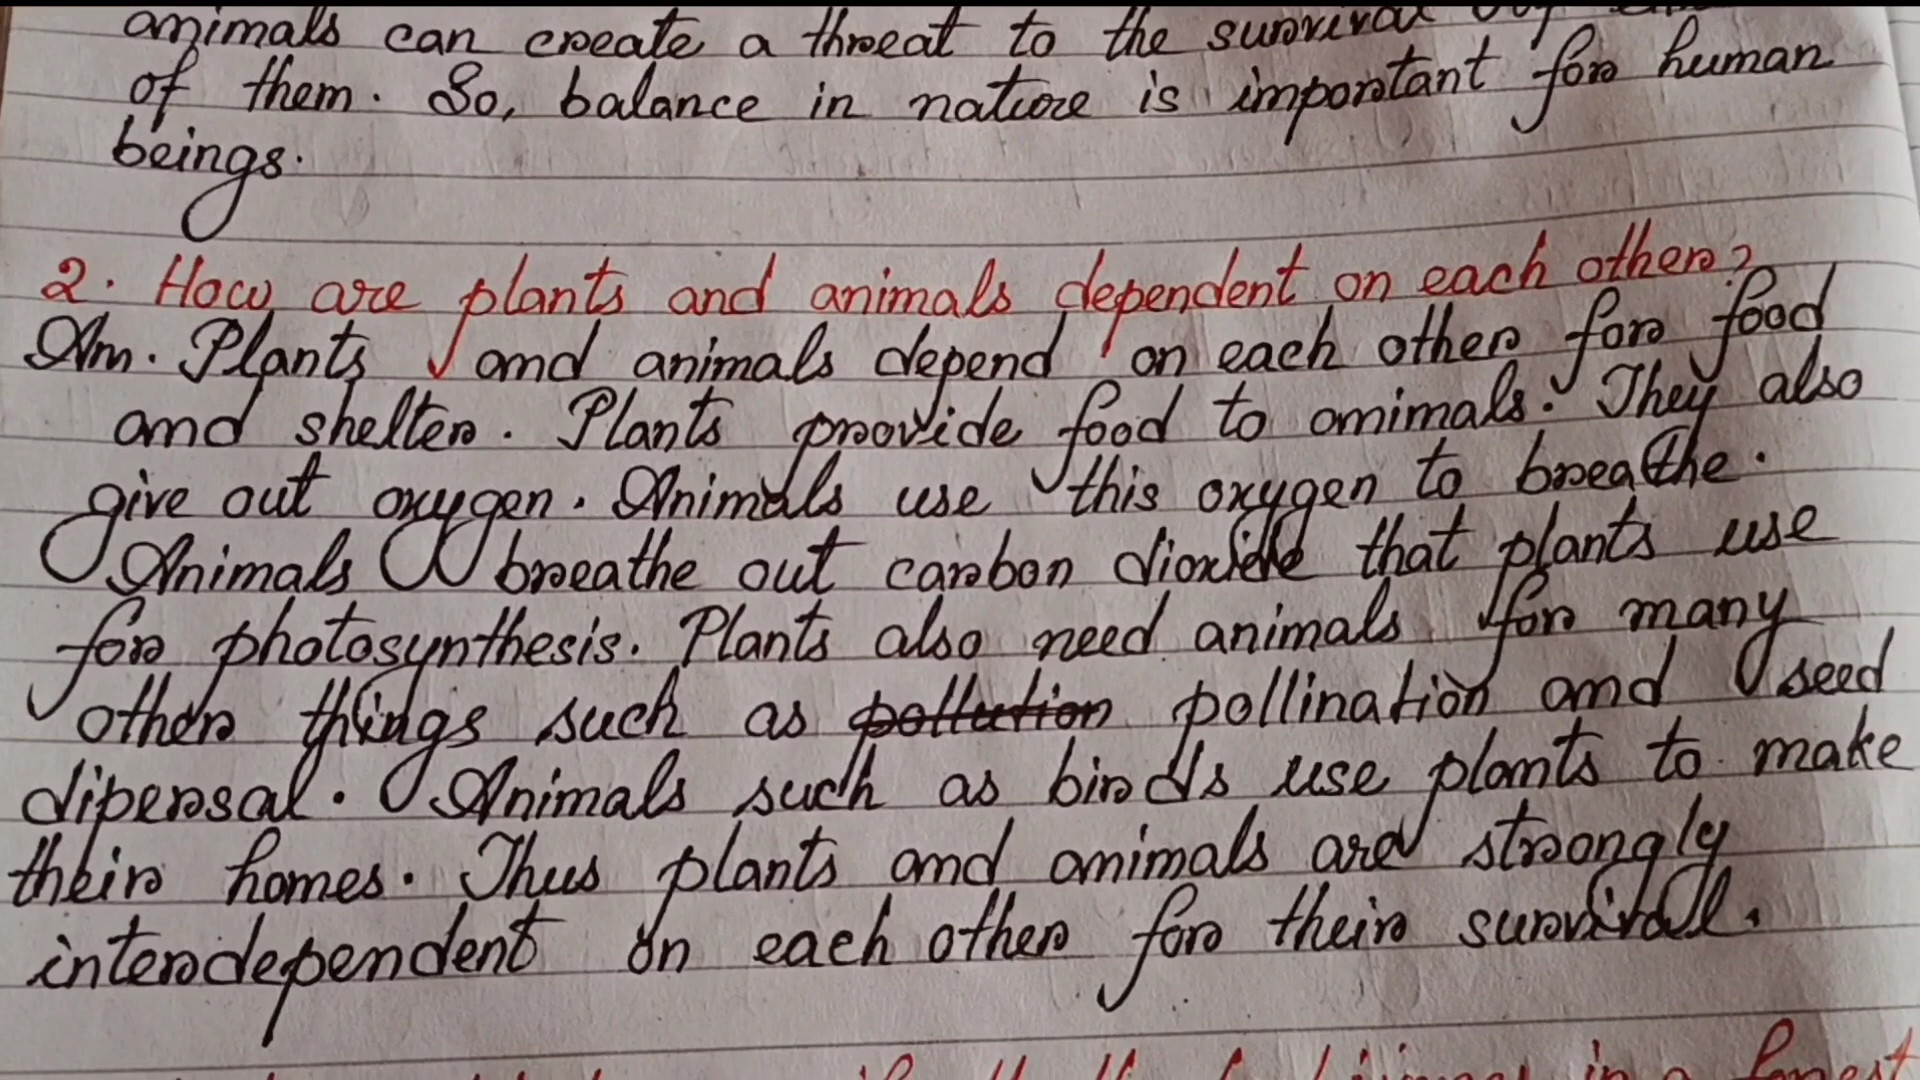 animals can create a threat to the survival
of them. So, balance in nature is important for human
beings.
2. How are plants and animals dependent on each other?
Ans. Plants and animals depend on each other for food
and shelter. Plants provide food to animals. They also
give out oxygen. Animals use this oxygen to breathe.
Animals breathe out carbon dioxide that plants use
for photosynthesis. Plants also need animals for many
other things such as pollution pollination and seed
dipersal. Animals such as birds use plants to make
their homes. Thus plants and animals are strongly
interdependent on each other for their survival.
in a forest